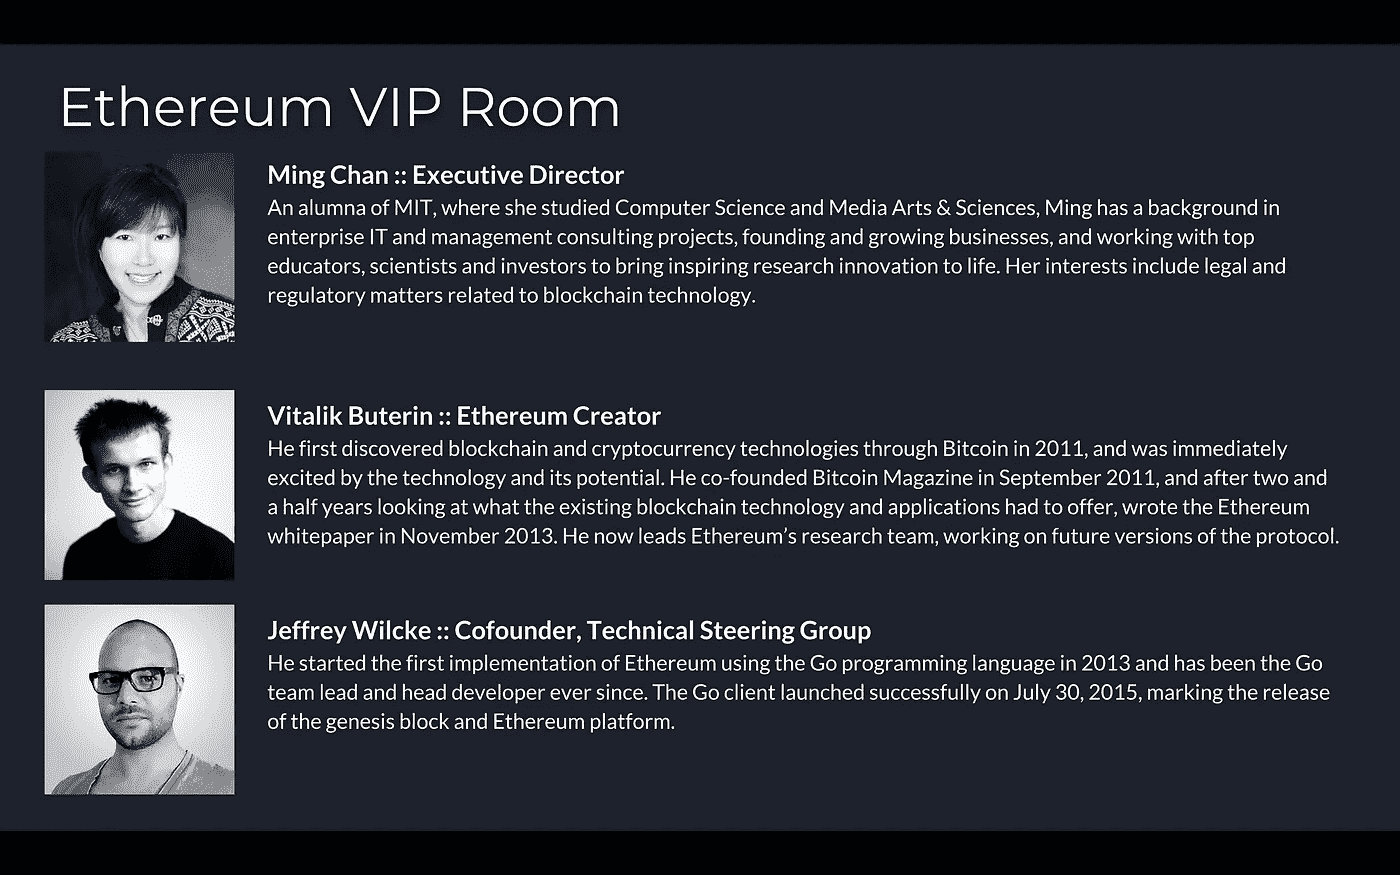 Ethereum VIP Room
Ming Chan :: Executive Director
An alumna of MIT, where she studied Computer Science and Media Arts & Sciences, Ming has a background in
enterprise IT and management consulting projects, founding and growing businesses, and working with top
educators, scientists and investors to bring inspiring research innovation to life. Her interests include legal and
regulatory matters related to blockchain technology.
Vitalik Buterin :: Ethereum Creator
He first discovered blockchain and cryptocurrency technologies through Bitcoin in 2011, and was immediately
excited by the technology and its potential. He co-founded Bitcoin Magazine in September 2011, and after two and
a half years looking at what the existing blockchain technology and applications had to offer, wrote the Ethereum
whitepaper in November 2013. He now leads Ethereum’s research team, working on future versions of the protocol.
Jeffrey Wilcke :: Cofounder, Technical Steering Group
He started the first implementation of Ethereum using the Go programming language in 2013 and has been the Go
team lead and head developer ever since. The Go client launched successfully on July 30, 2015, marking the release
of the genesis block and Ethereum platform.